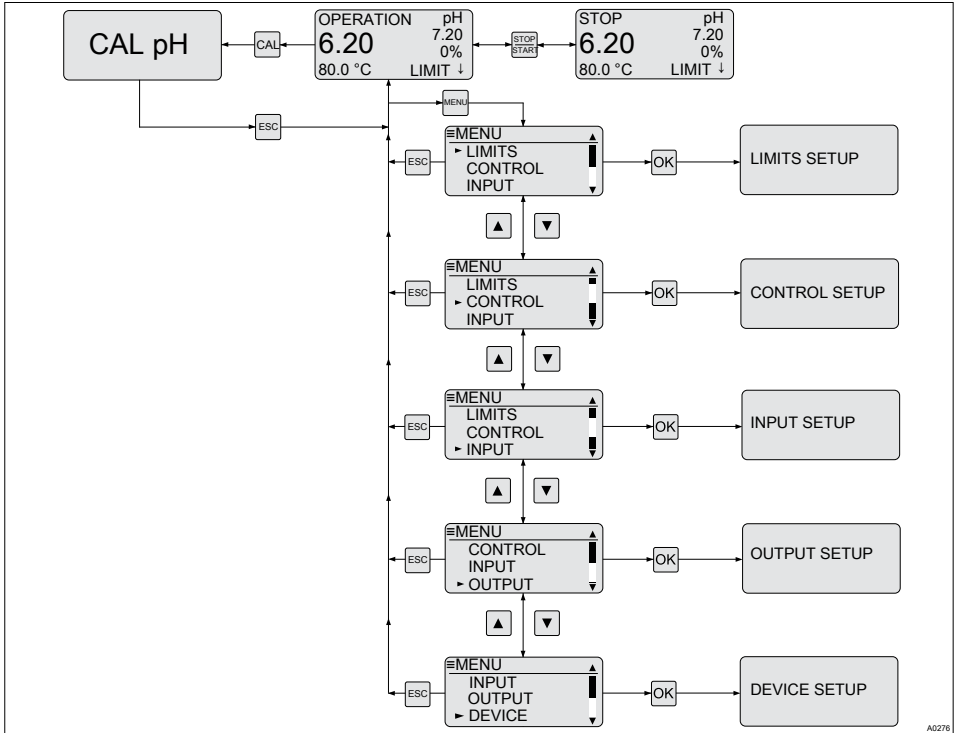 CAL pH
CAL
OPERATION pH
6.20 7.20
0%
80.0 °C LIMIT ↓
STOP
START
STOP pH
6.20 7.20
0%
80.0 °C LIMIT ↓
ESC
MENU
≡MENU ▲
► LIMITS
CONTROL
INPUT ▼
ESC
OK
LIMITS SETUP
▲ ▼
≡MENU ▲
LIMITS
► CONTROL
INPUT ▼
ESC
OK
CONTROL SETUP
▲ ▼
≡MENU ▲
LIMITS
CONTROL
► INPUT ▼
ESC
OK
INPUT SETUP
▲ ▼
≡MENU ▲
CONTROL
INPUT
► OUTPUT ▼
ESC
OK
OUTPUT SETUP
▲ ▼
≡MENU ▲
INPUT
OUTPUT
► DEVICE ▼
ESC
OK
DEVICE SETUP
A0276